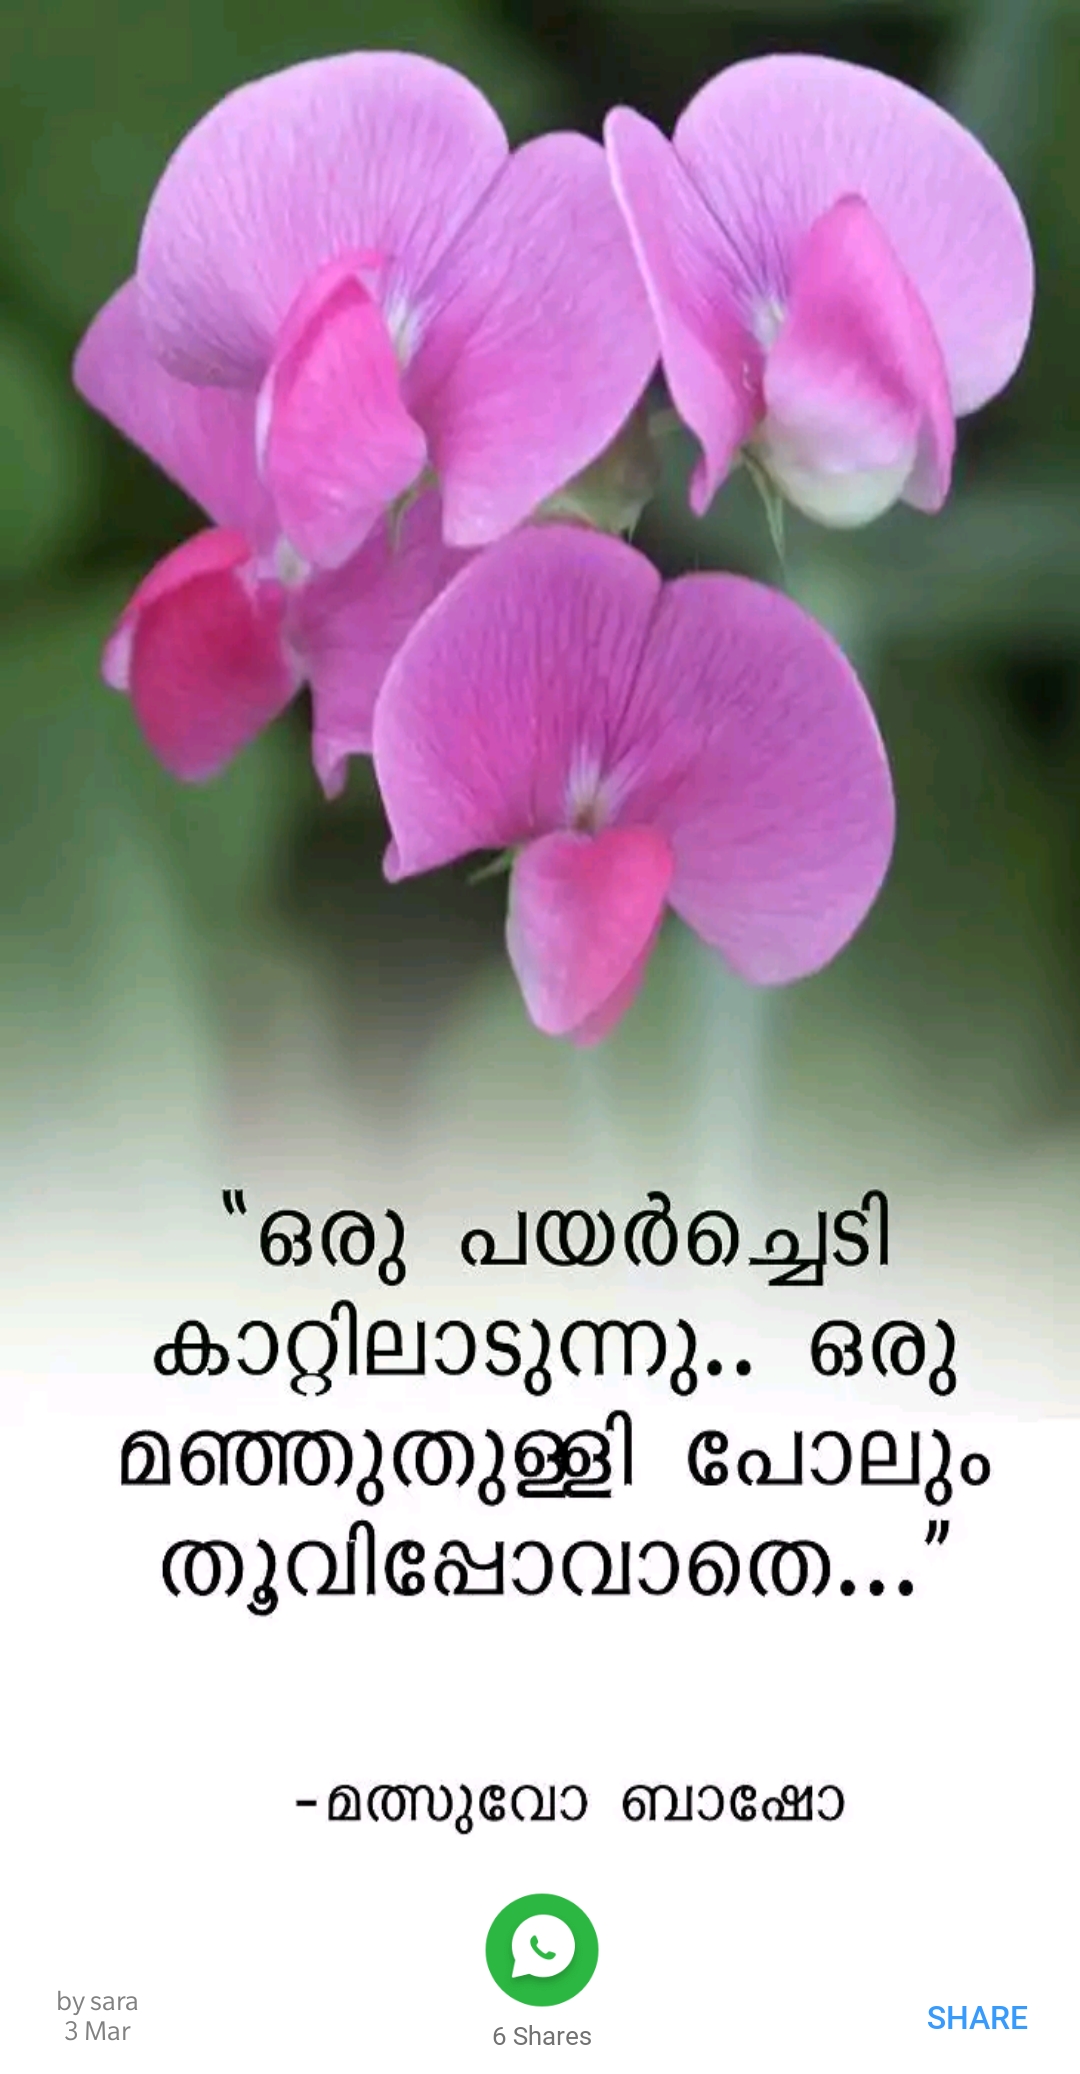 "ഒരു പയർച്ചെടി
കാറ്റിലാടുന്നു.. ഒരു
മഞ്ഞുതുള്ളി പോലും
തൂവിപ്പോവാതെ..."
-മത്സുവോ ബാഷോ
by sara
3 Mar
6 Shares
SHARE